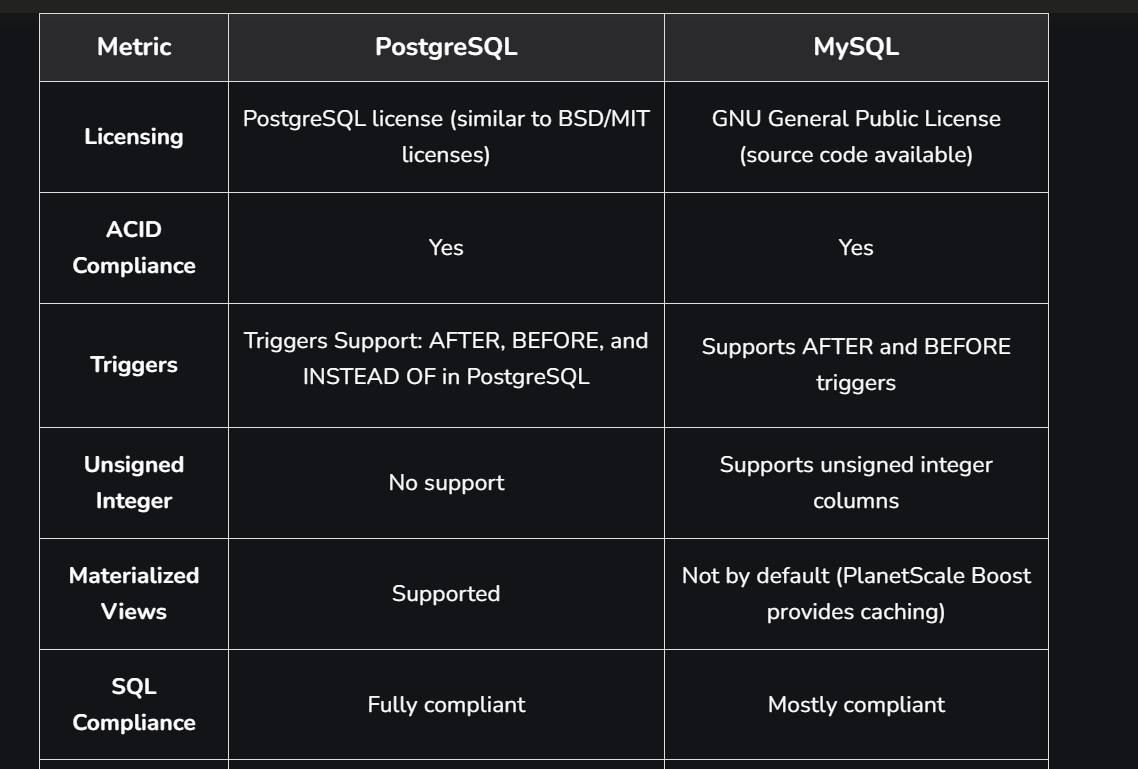 Metric PostgreSQL MySQL
Licensing
PostgreSQL license (similar to BSD/MIT
licenses)
GNU General Public License
(source code available)
ACID
Compliance
Yes
Yes
Triggers
Triggers Support: AFTER, BEFORE, and
INSTEAD OF in PostgreSQL
Supports AFTER and BEFORE
triggers
Unsigned
Integer
No support
Supports unsigned integer
columns
Materialized
Views
Supported
Not by default (PlanetScale Boost
provides caching)
SQL
Compliance
Fully compliant
Mostly compliant